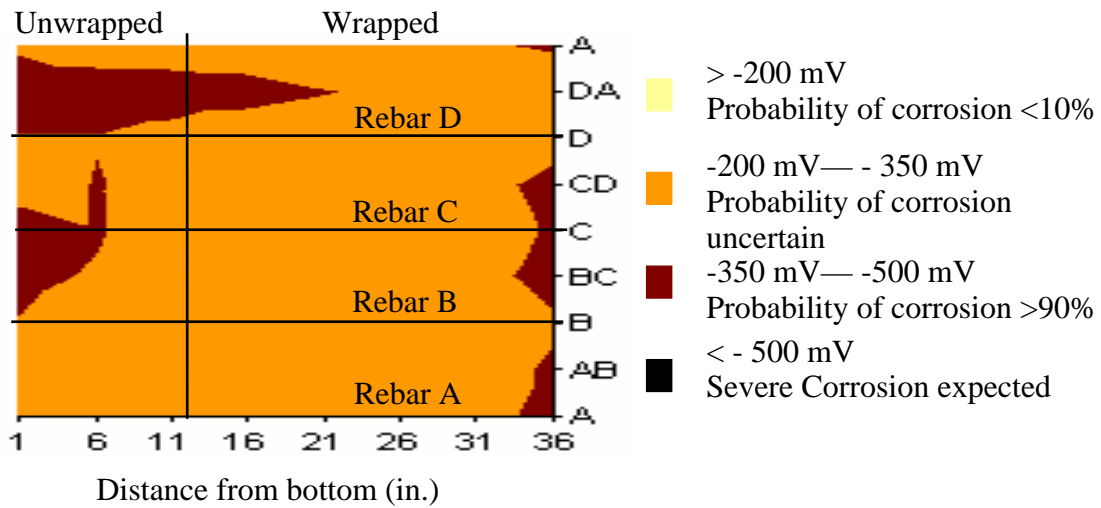 Unwrapped
Wrapped
A
DA
Rebar D
D
CD
Rebar C
C
BC
Rebar B
B
AB
Rebar A
A
1 6 11 16 21 26 31 36
Distance from bottom (in.)
> -200 mV
Probability of corrosion <10%
-200 mV— - 350 mV
Probability of corrosion
uncertain
-350 mV— -500 mV
Probability of corrosion >90%
< - 500 mV
Severe Corrosion expected